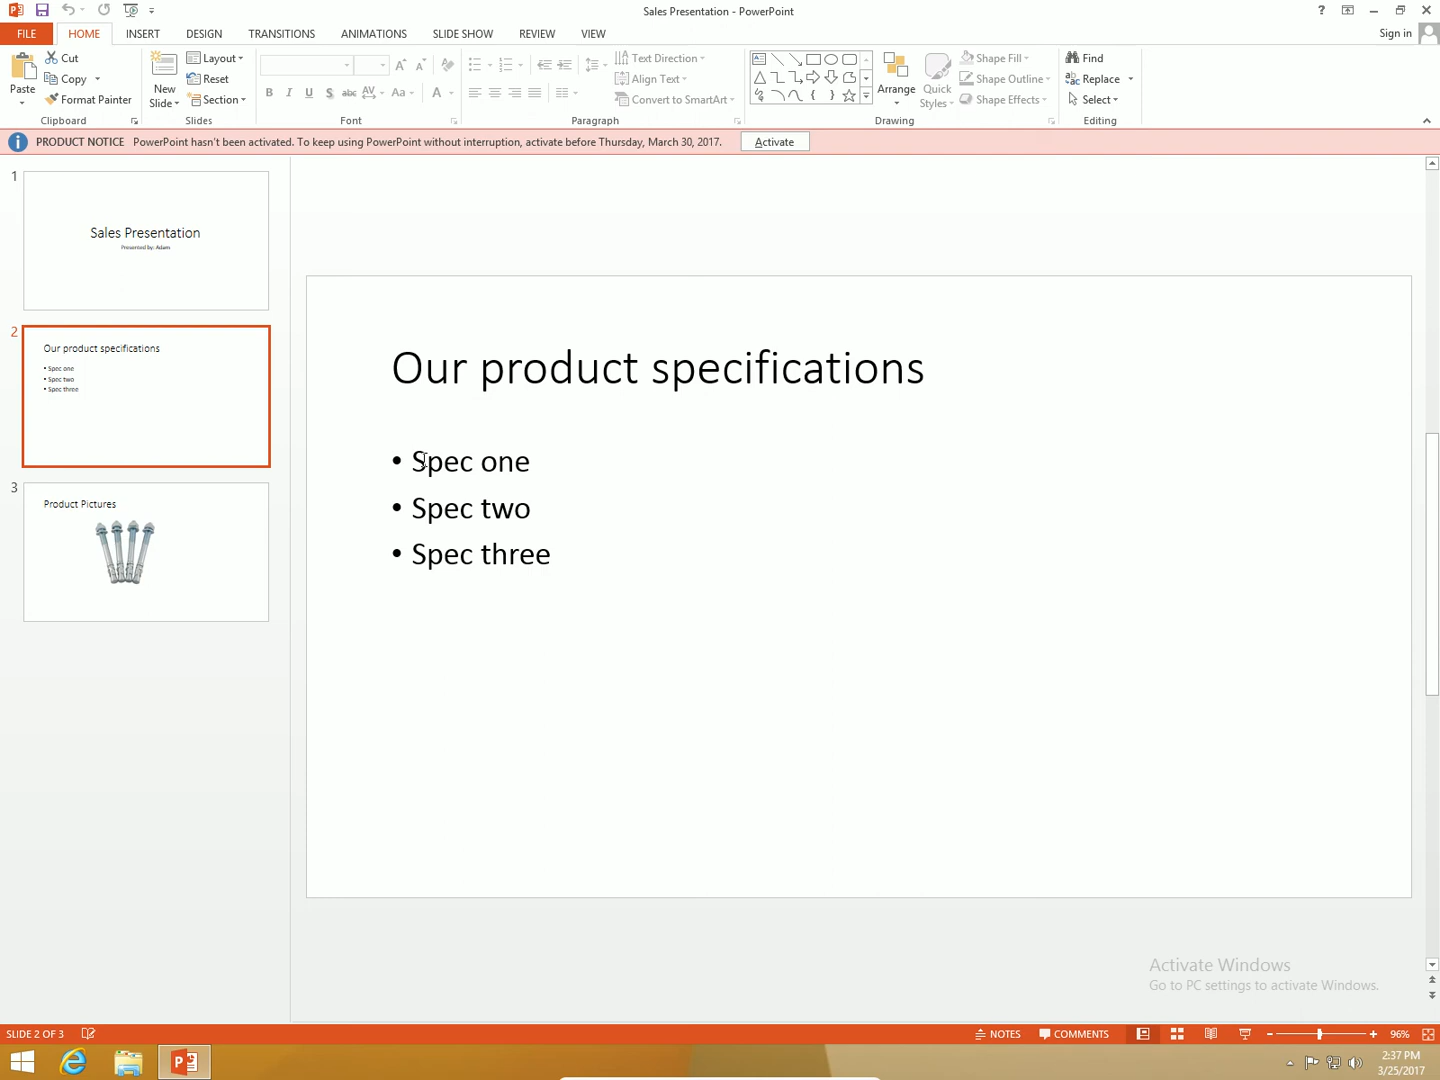 Sales Presentation - PowerPoint
FILE HOME INSERT DESIGN TRANSITIONS ANIMATIONS SLIDE SHOW REVIEW VIEW Sign in
Paste
Cut
Copy
Format Painter
Clipboard
New
Slide
Layout
Reset
Section
Slides
B I U S abc AV Aa A
Font
Text Direction
Align Text
Convert to SmartArt
Paragraph
Arrange
Quick
Styles
Shape Fill
Shape Outline
Shape Effects
Drawing
Find
Replace
Select
Editing
PRODUCT NOTICE PowerPoint hasn't been activated. To keep using PowerPoint without interruption, activate before Thursday, March 30, 2017. Activate
1
Sales Presentation
Presented by: Adam
2
Our product specifications
• Spec one
• Spec two
• Spec three
3
Product Pictures
Our product specifications
• Spec one
• Spec two
• Spec three
Activate Windows
Go to PC settings to activate Windows.
SLIDE 2 OF 3 NOTES COMMENTS 96%
2:37 PM
3/25/2017